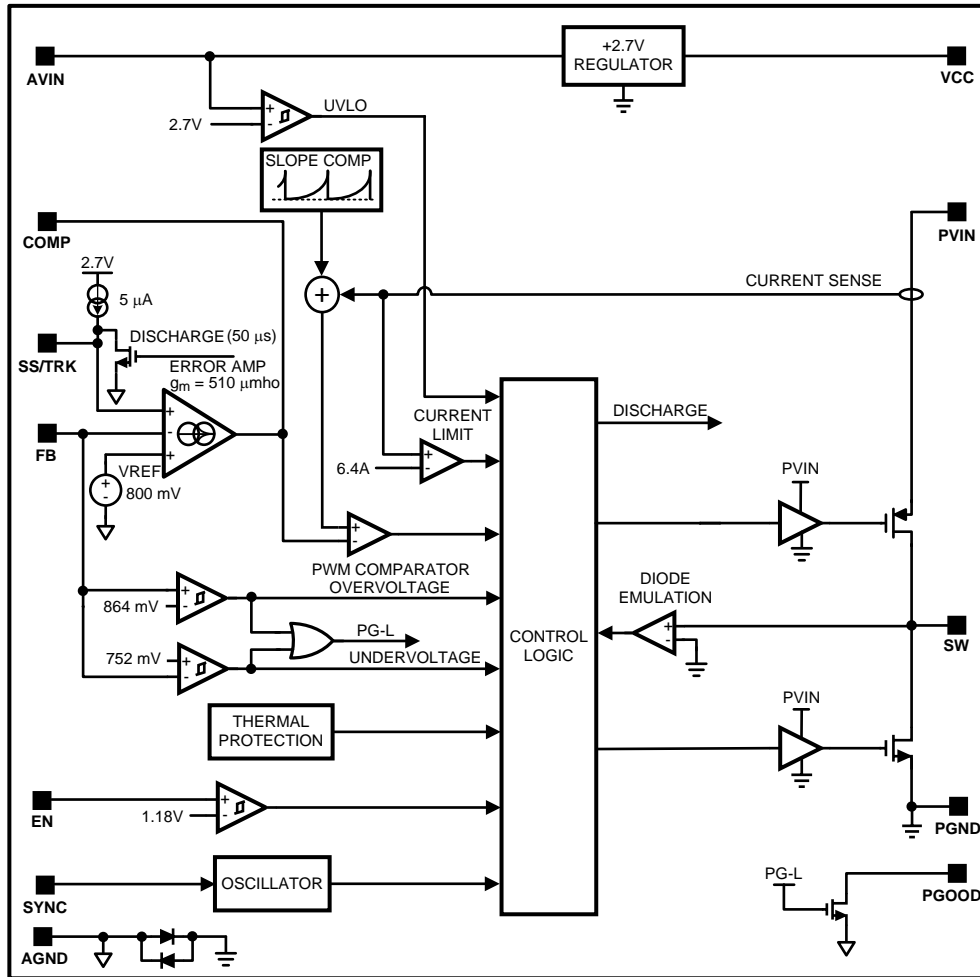 +2.7V
REGULATOR
AVIN
VCC
UVLO
+
-
2.7V
SLOPE COMP
COMP
PVIN
2.7V
5 μA
+
CURRENT SENSE
DISCHARGE (50 μs)
SS/TRK
ERROR AMP
gm = 510 μmho
+
-
+
FB
VREF
+
-
800 mV
CURRENT
LIMIT
+
-
6.4A
DISCHARGE
PVIN
+
-
PWM COMPARATOR
OVERVOLTAGE
+
-
864 mV
PG-L
752 mV
+
-
UNDERVOLTAGE
CONTROL
LOGIC
DIODE
EMULATION
+
-
SW
THERMAL
PROTECTION
PVIN
EN
+
-
1.18V
PGND
SYNC
OSCILLATOR
PG-L
PGOOD
AGND